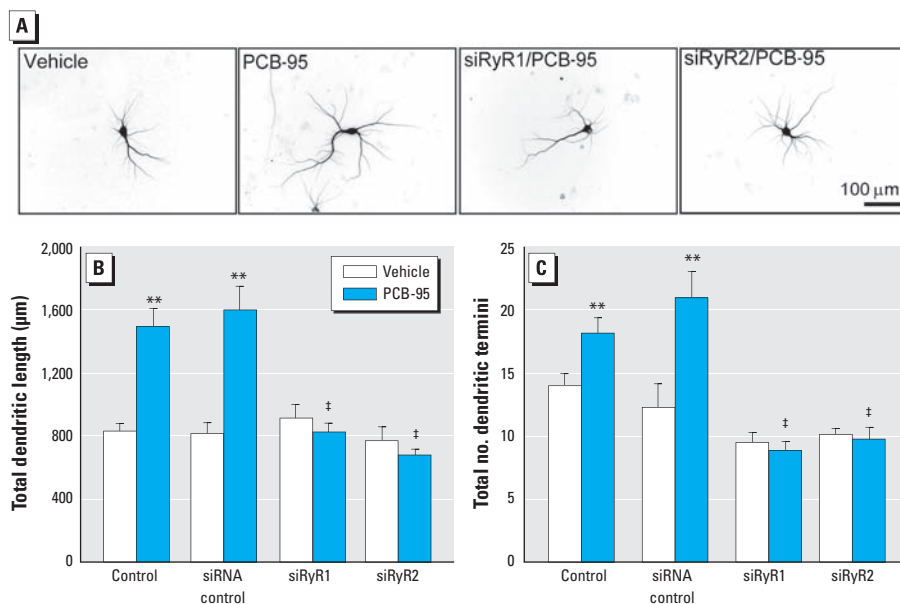 A
Vehicle
PCB-95
siRyR1/PCB-95
siRyR2/PCB-95
100 µm
B
Total dendritic length (µm)
2,000
1,600
1,200
800
400
0
**
**
‡
‡
Vehicle
PCB-95
Control
siRNA control
siRyR1
siRyR2
C
Total no. dendritic termini
25
20
15
10
5
0
**
**
‡
‡
Control
siRNA
control
siRyR1
siRyR2